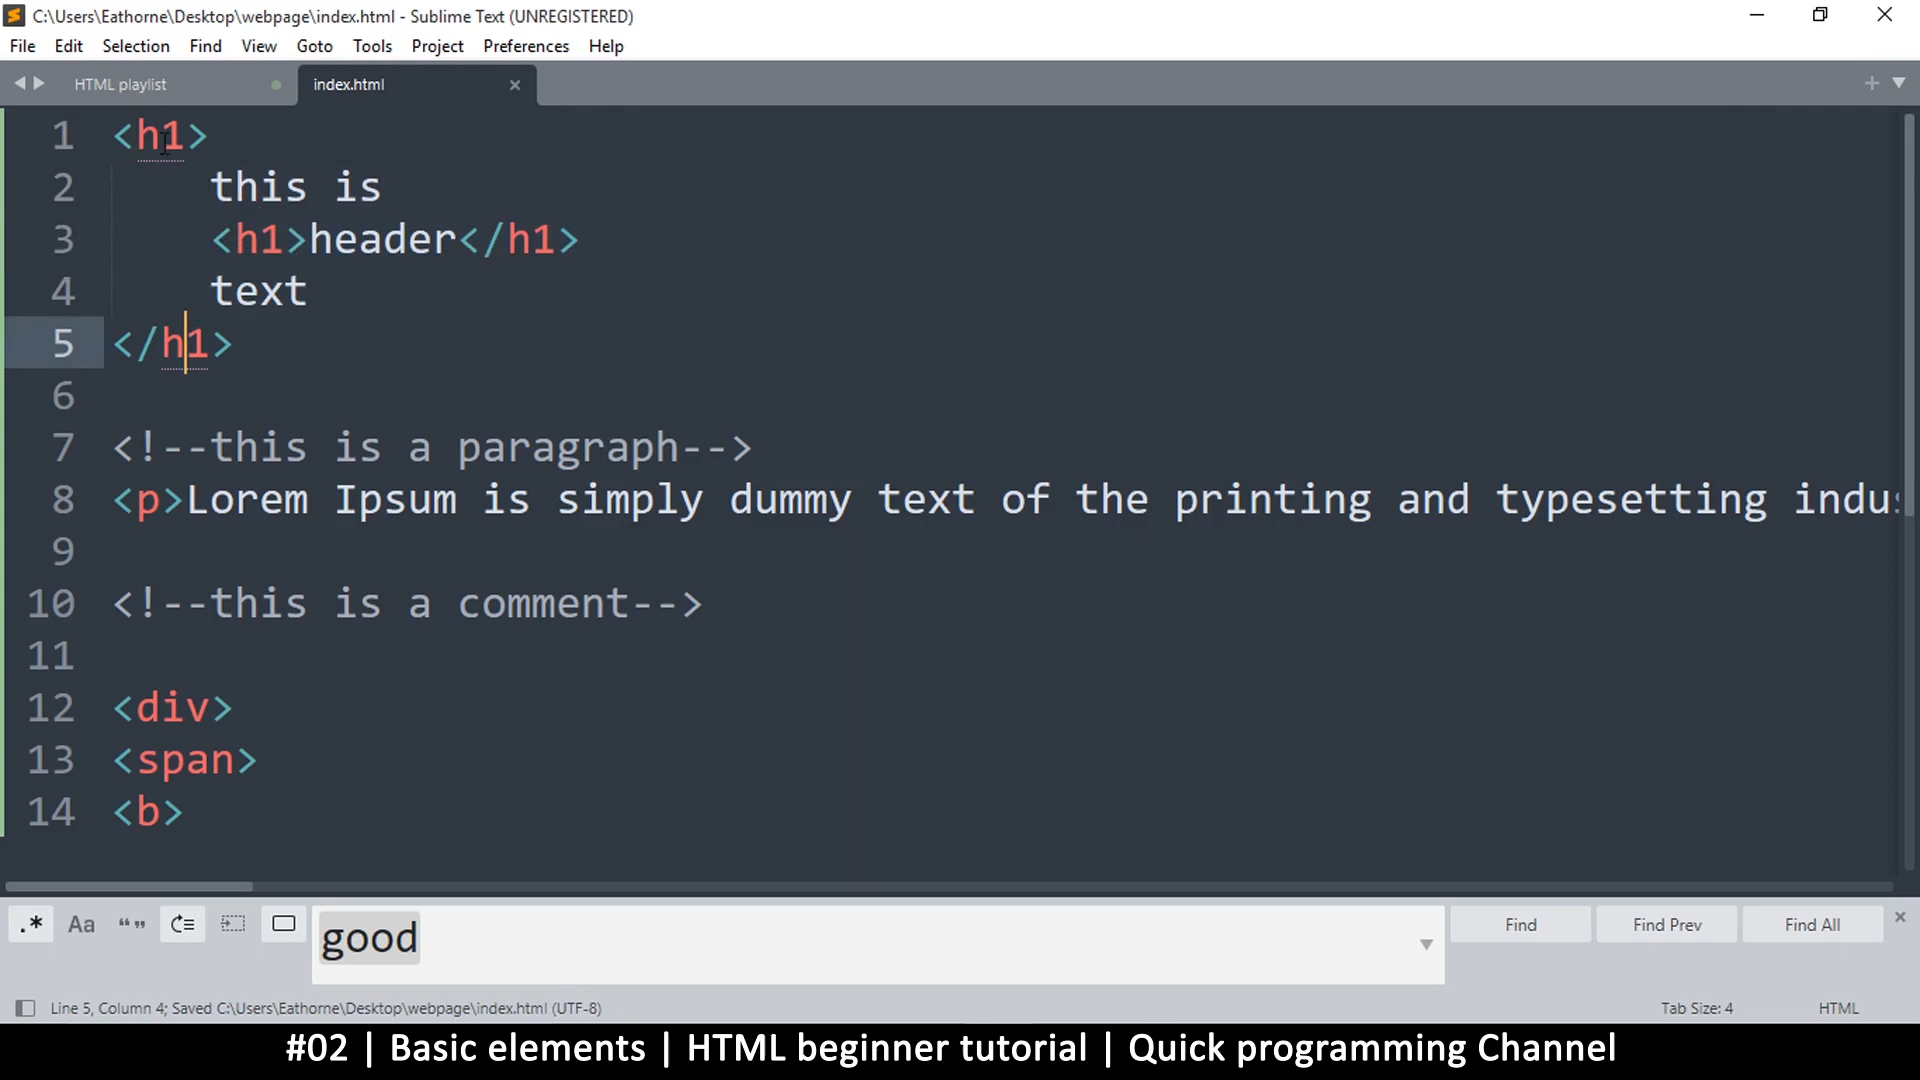 C:\Users\Eathorne\Desktop\webpage\index.html - Sublime Text (UNREGISTERED)
File Edit Selection Find View Goto Tools Project Preferences Help
HTML playlist index.html
1 <h1>
2 this is
3 <h1>header</h1>
4 text
5 </h1>
6
7 <!--this is a paragraph-->
8 <p>Lorem Ipsum is simply dummy text of the printing and typesetting indus
9
10 <!--this is a comment-->
11
12 <div>
13 <span>
14 <b>
.* Aa “ ” good Find Find Prev Find All
Line 5, Column 4; Saved C:\Users\Eathorne\Desktop\webpage\index.html (UTF-8) Tab Size: 4 HTML
#02 | Basic elements | HTML beginner tutorial | Quick programming Channel